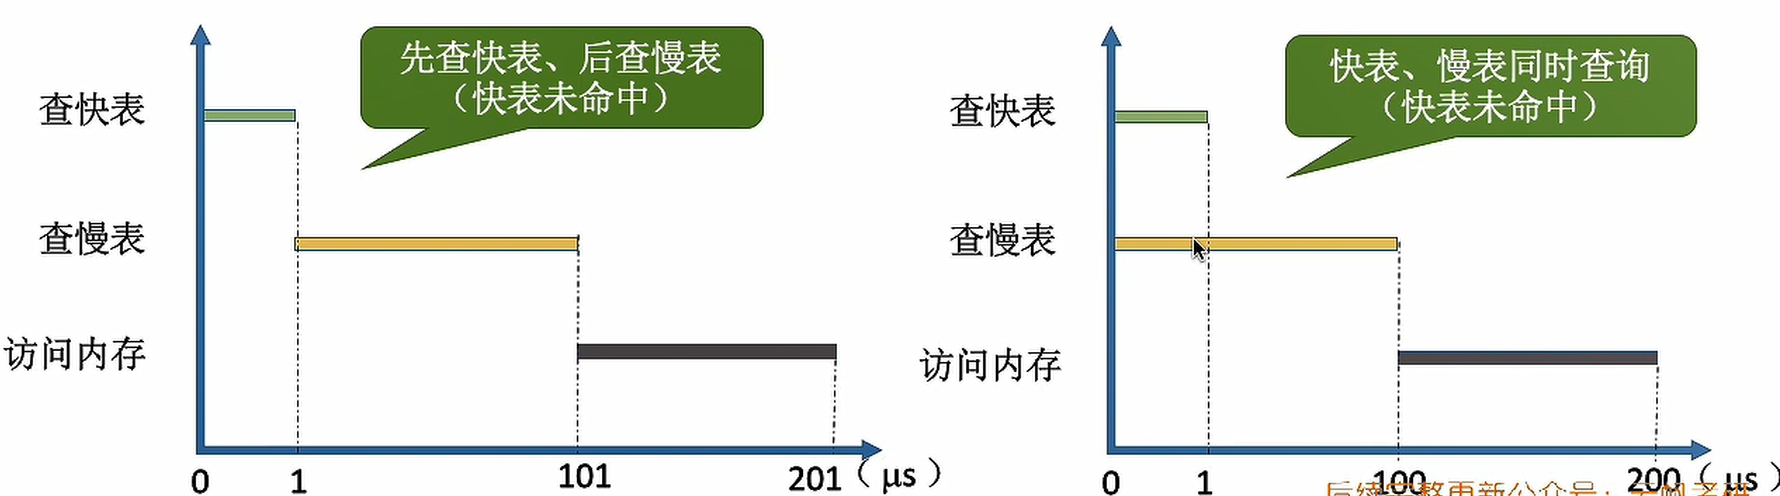 先查快表、后查慢表
（快表未命中）
查快表
查慢表
访问内存
0 1 101 201（μs）
快表、慢表同时查询
（快表未命中）
查快表
查慢表
访问内存
0 1 100 200（μs）